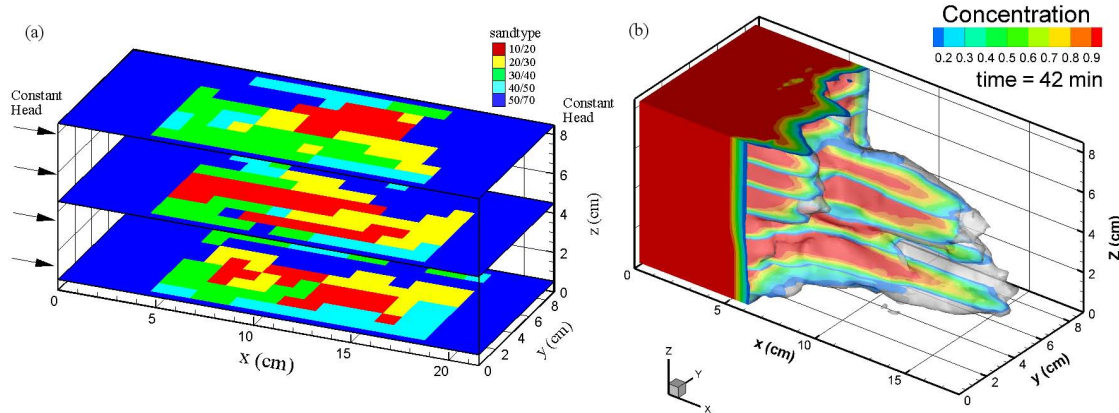 (a)
sandtype
10/20
20/30
30/40
40/50
50/70
Constant
Head
Constant
Head
8
6
4
2
0
z (cm)
0
5
10
15
20
x (cm)
0
2
4
6
8
y (cm)
(b)
Concentration
0.2 0.3 0.4 0.5 0.6 0.7 0.8 0.9
time = 42 min
8
6
4
2
0
z (cm)
0
5
10
15
x (cm)
0
2
4
6
8
y (cm)
Z
Y
X